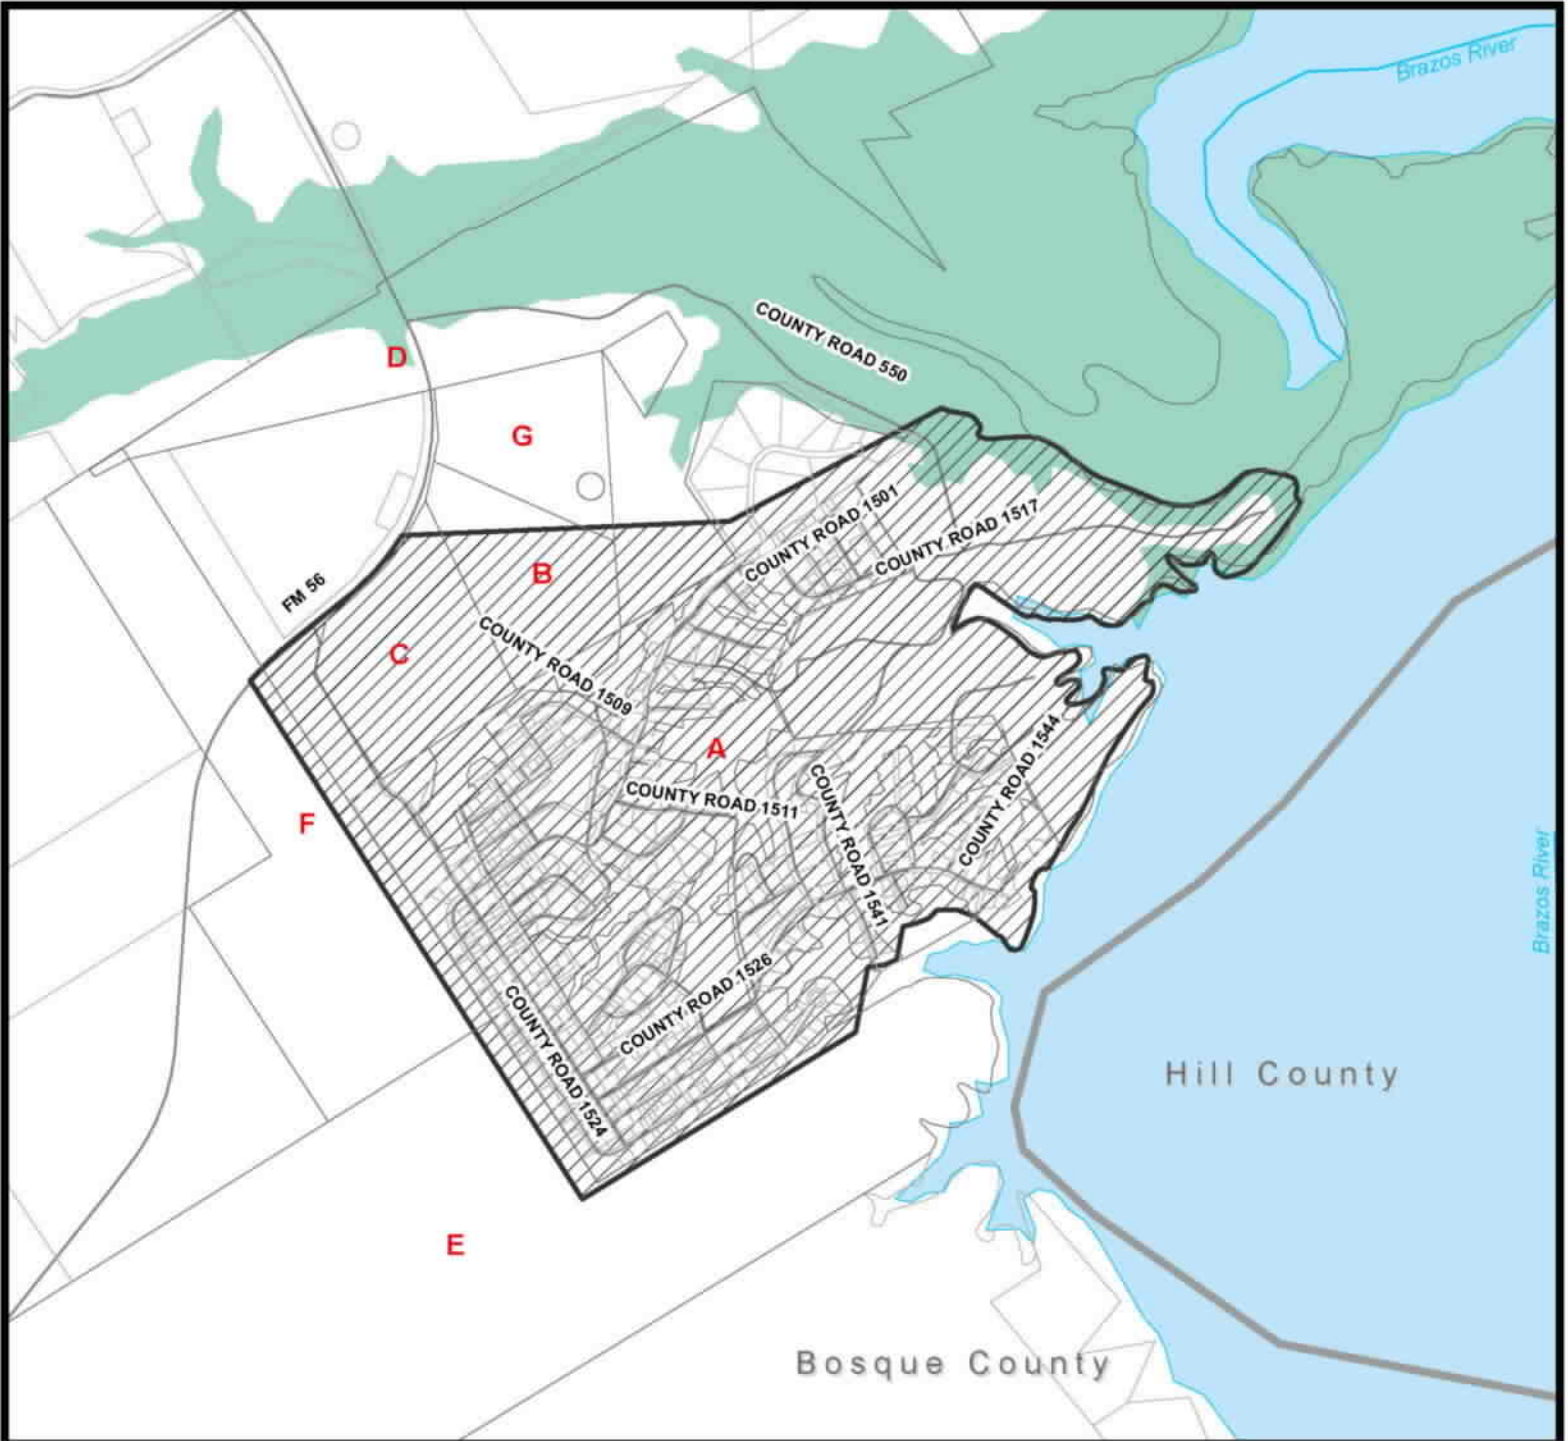 Brazos River
COUNTY ROAD 550
D
G
COUNTY ROAD 1501
COUNTY ROAD 1517
B
FM 56
C
COUNTY ROAD 1509
A
COUNTY ROAD 1544
COUNTY ROAD 1511
F
COUNTY ROAD 1541
Brazos River
COUNTY ROAD 1526
COUNTY ROAD 1524
Hill County
E
Bosque County